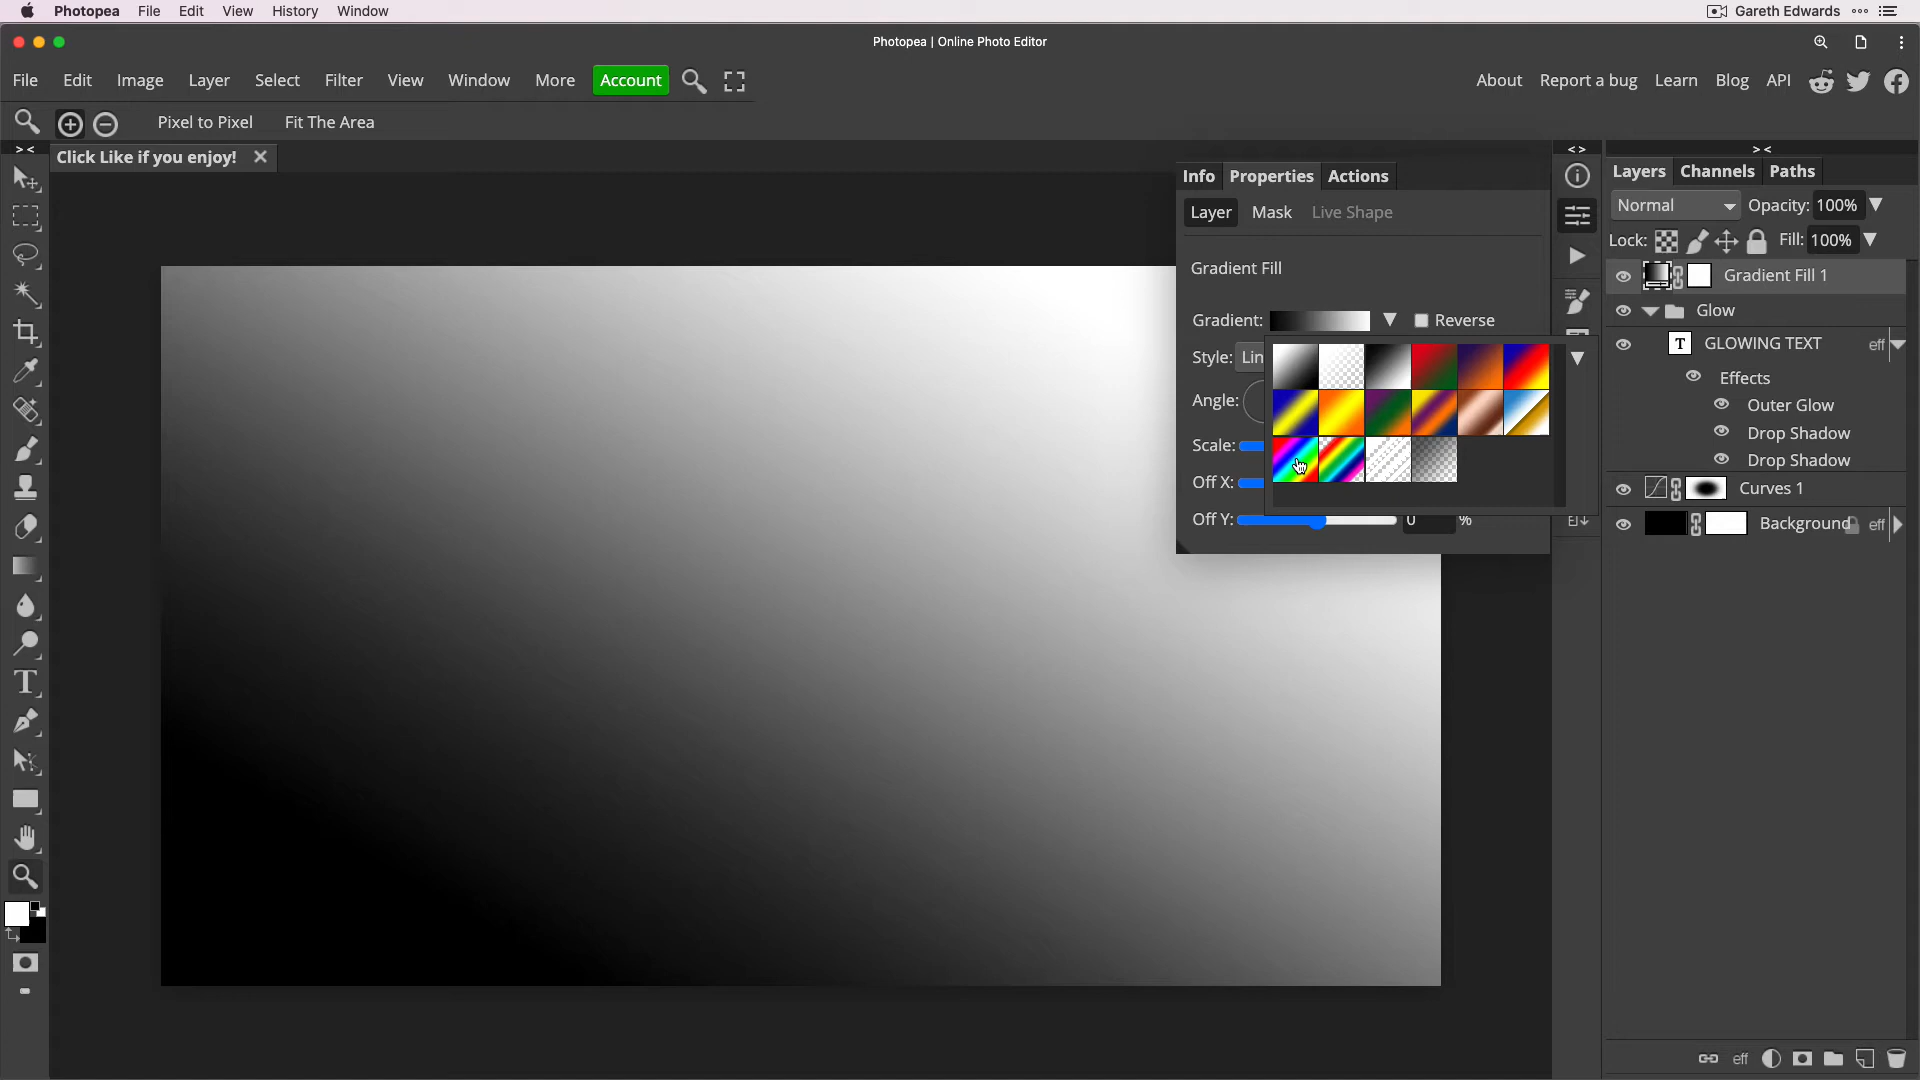 Photopea File Edit View History Window Gareth Edwards
Photopea | Online Photo Editor
File Edit Image Layer Select Filter View Window More Account About Report a bug Learn Blog API
Pixel to Pixel Fit The Area
Click Like if you enjoy!
Info Properties Actions
Layer Mask Live Shape
Gradient Fill
Gradient: Reverse
Style: Lin
Angle:
Scale:
Off X:
Off Y: 0 %
Layers Channels Paths
Normal Opacity: 100%
Lock: Fill: 100%
Gradient Fill 1
Glow
T GLOWING TEXT eff
Effects
Outer Glow
Drop Shadow
Drop Shadow
Curves 1
Background eff
eff